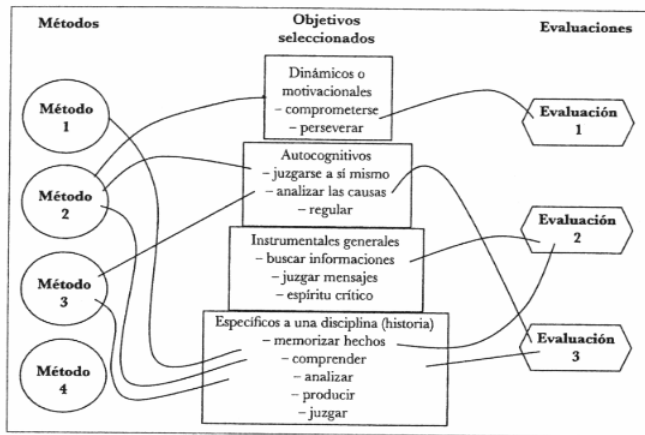 Métodos
Objetivos
seleccionados
Evaluaciones
Método
1
Método
2
Método
3
Método
4
Dinámicos o
motivacionales
– comprometerse
– perseverar
Autocognitivos
– juzgarse a sí mismo
– analizar las causas
– regular
Instrumentales generales
– buscar informaciones
– juzgar mensajes
– espíritu crítico
Específicos a una disciplina (historia)
– memorizar hechos
– comprender
– analizar
– producir
– juzgar
Evaluación
1
Evaluación
2
Evaluación
3